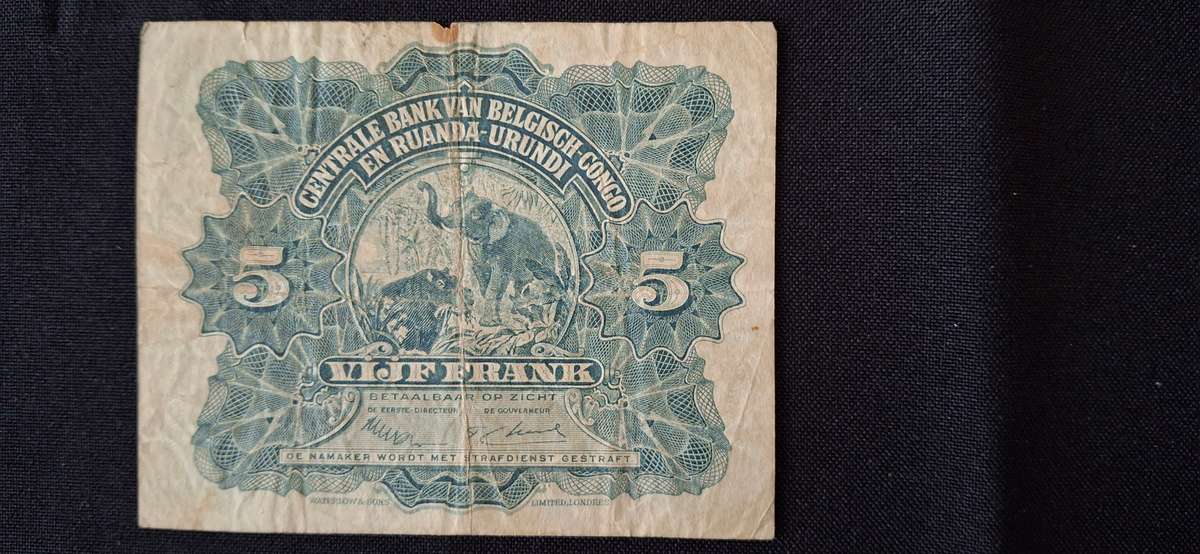 CENTRALE BANK VAN BELGISCH-CONGO
EN RUANDA-URUNDI
5 5
VIJF FRANK
BETAALBAAR OP ZICHT
DE EERSTE-DIRECTEUR DE GOUVERNEUR
DE NAMAKER WORDT MET STRAFDIENST GESTRAFT
WATERLOW & SONS LIMITED, LONDRES